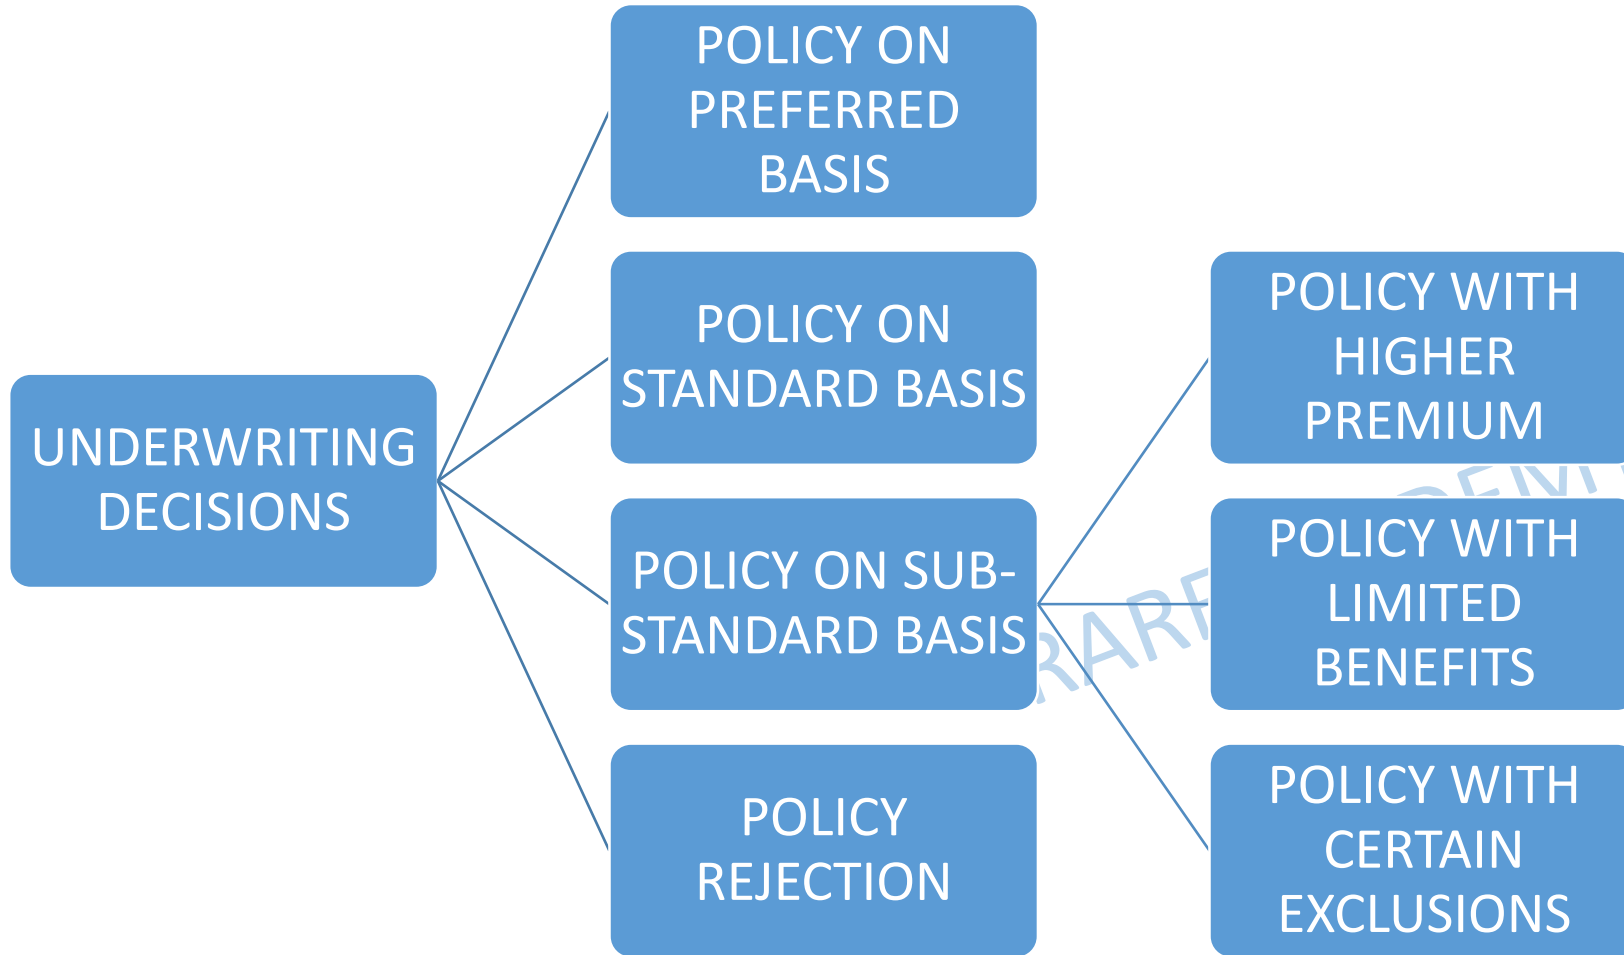 POLICY ON
PREFERRED
BASIS
POLICY ON
STANDARD BASIS
UNDERWRITING
DECISIONS
POLICY ON SUB-
STANDARD BASIS
POLICY
REJECTION
POLICY WITH
HIGHER
PREMIUM
POLICY WITH
LIMITED
BENEFITS
POLICY WITH
CERTAIN
EXCLUSIONS